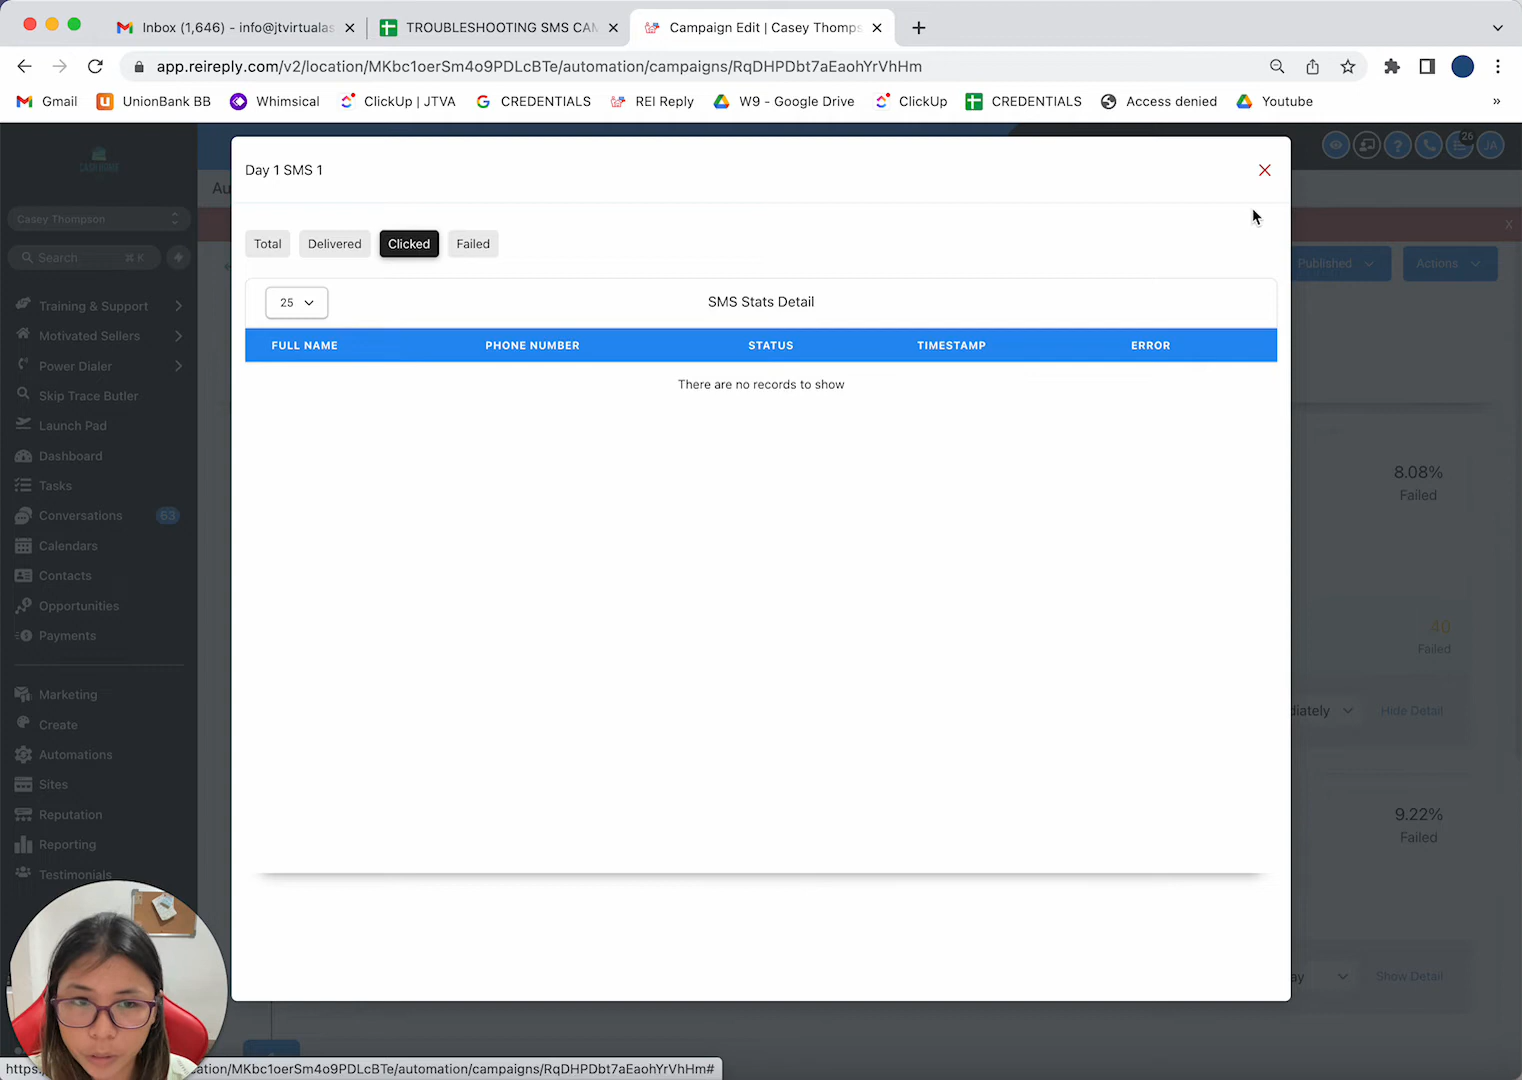 Inbox (1,646) - info@jtvirtualas
TROUBLESHOOTING SMS CAM
Campaign Edit | Casey Thomps
app.reireply.com/v2/location/MKbc1oerSm4o9PDLcBTe/automation/campaigns/RqDHPDbt7aEaohYrVhHm
Gmail
UnionBank BB
Whimsical
ClickUp | JTVA
CREDENTIALS
REI Reply
W9 - Google Drive
ClickUp
CREDENTIALS
Access denied
Youtube
»
CASH HOME
26
JA
Au
Day 1 SMS 1
Casey Thompson
Search
⌘ K
Total
Delivered
Clicked
Failed
Published
Actions
25
SMS Stats Detail
FULL NAME
PHONE NUMBER
STATUS
TIMESTAMP
ERROR
There are no records to show
Training & Support
Motivated Sellers
Power Dialer
Skip Trace Butler
Launch Pad
Dashboard
Tasks
Conversations
63
Calendars
Contacts
Opportunities
Payments
Marketing
Create
Automations
Sites
Reputation
Reporting
Testimonials
8.08%
Failed
40
Failed
diately
Hide Detail
9.22%
Failed
ay
Show Detail
https:
ation/MKbc1oerSm4o9PDLcBTe/automation/campaigns/RqDHPDbt7aEaohYrVhHm#